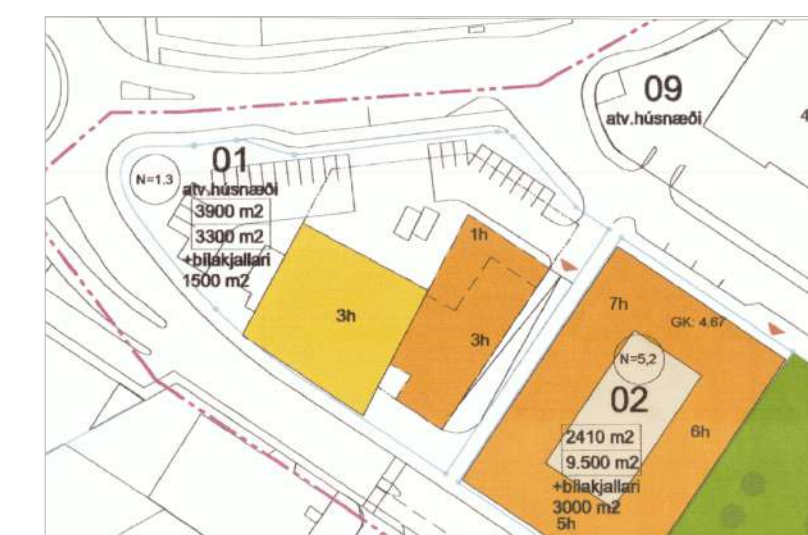 09
atv.húsnæði
4
01
N=1.3
atv.húsnæði
3900 m2
3300 m2
+bílakjallari
1500 m2
1h
3h
3h
7h
GK: 4.67
N=5,2
02
2410 m2
9.500 m2
6h
+bílakjallari
3000 m2
5h